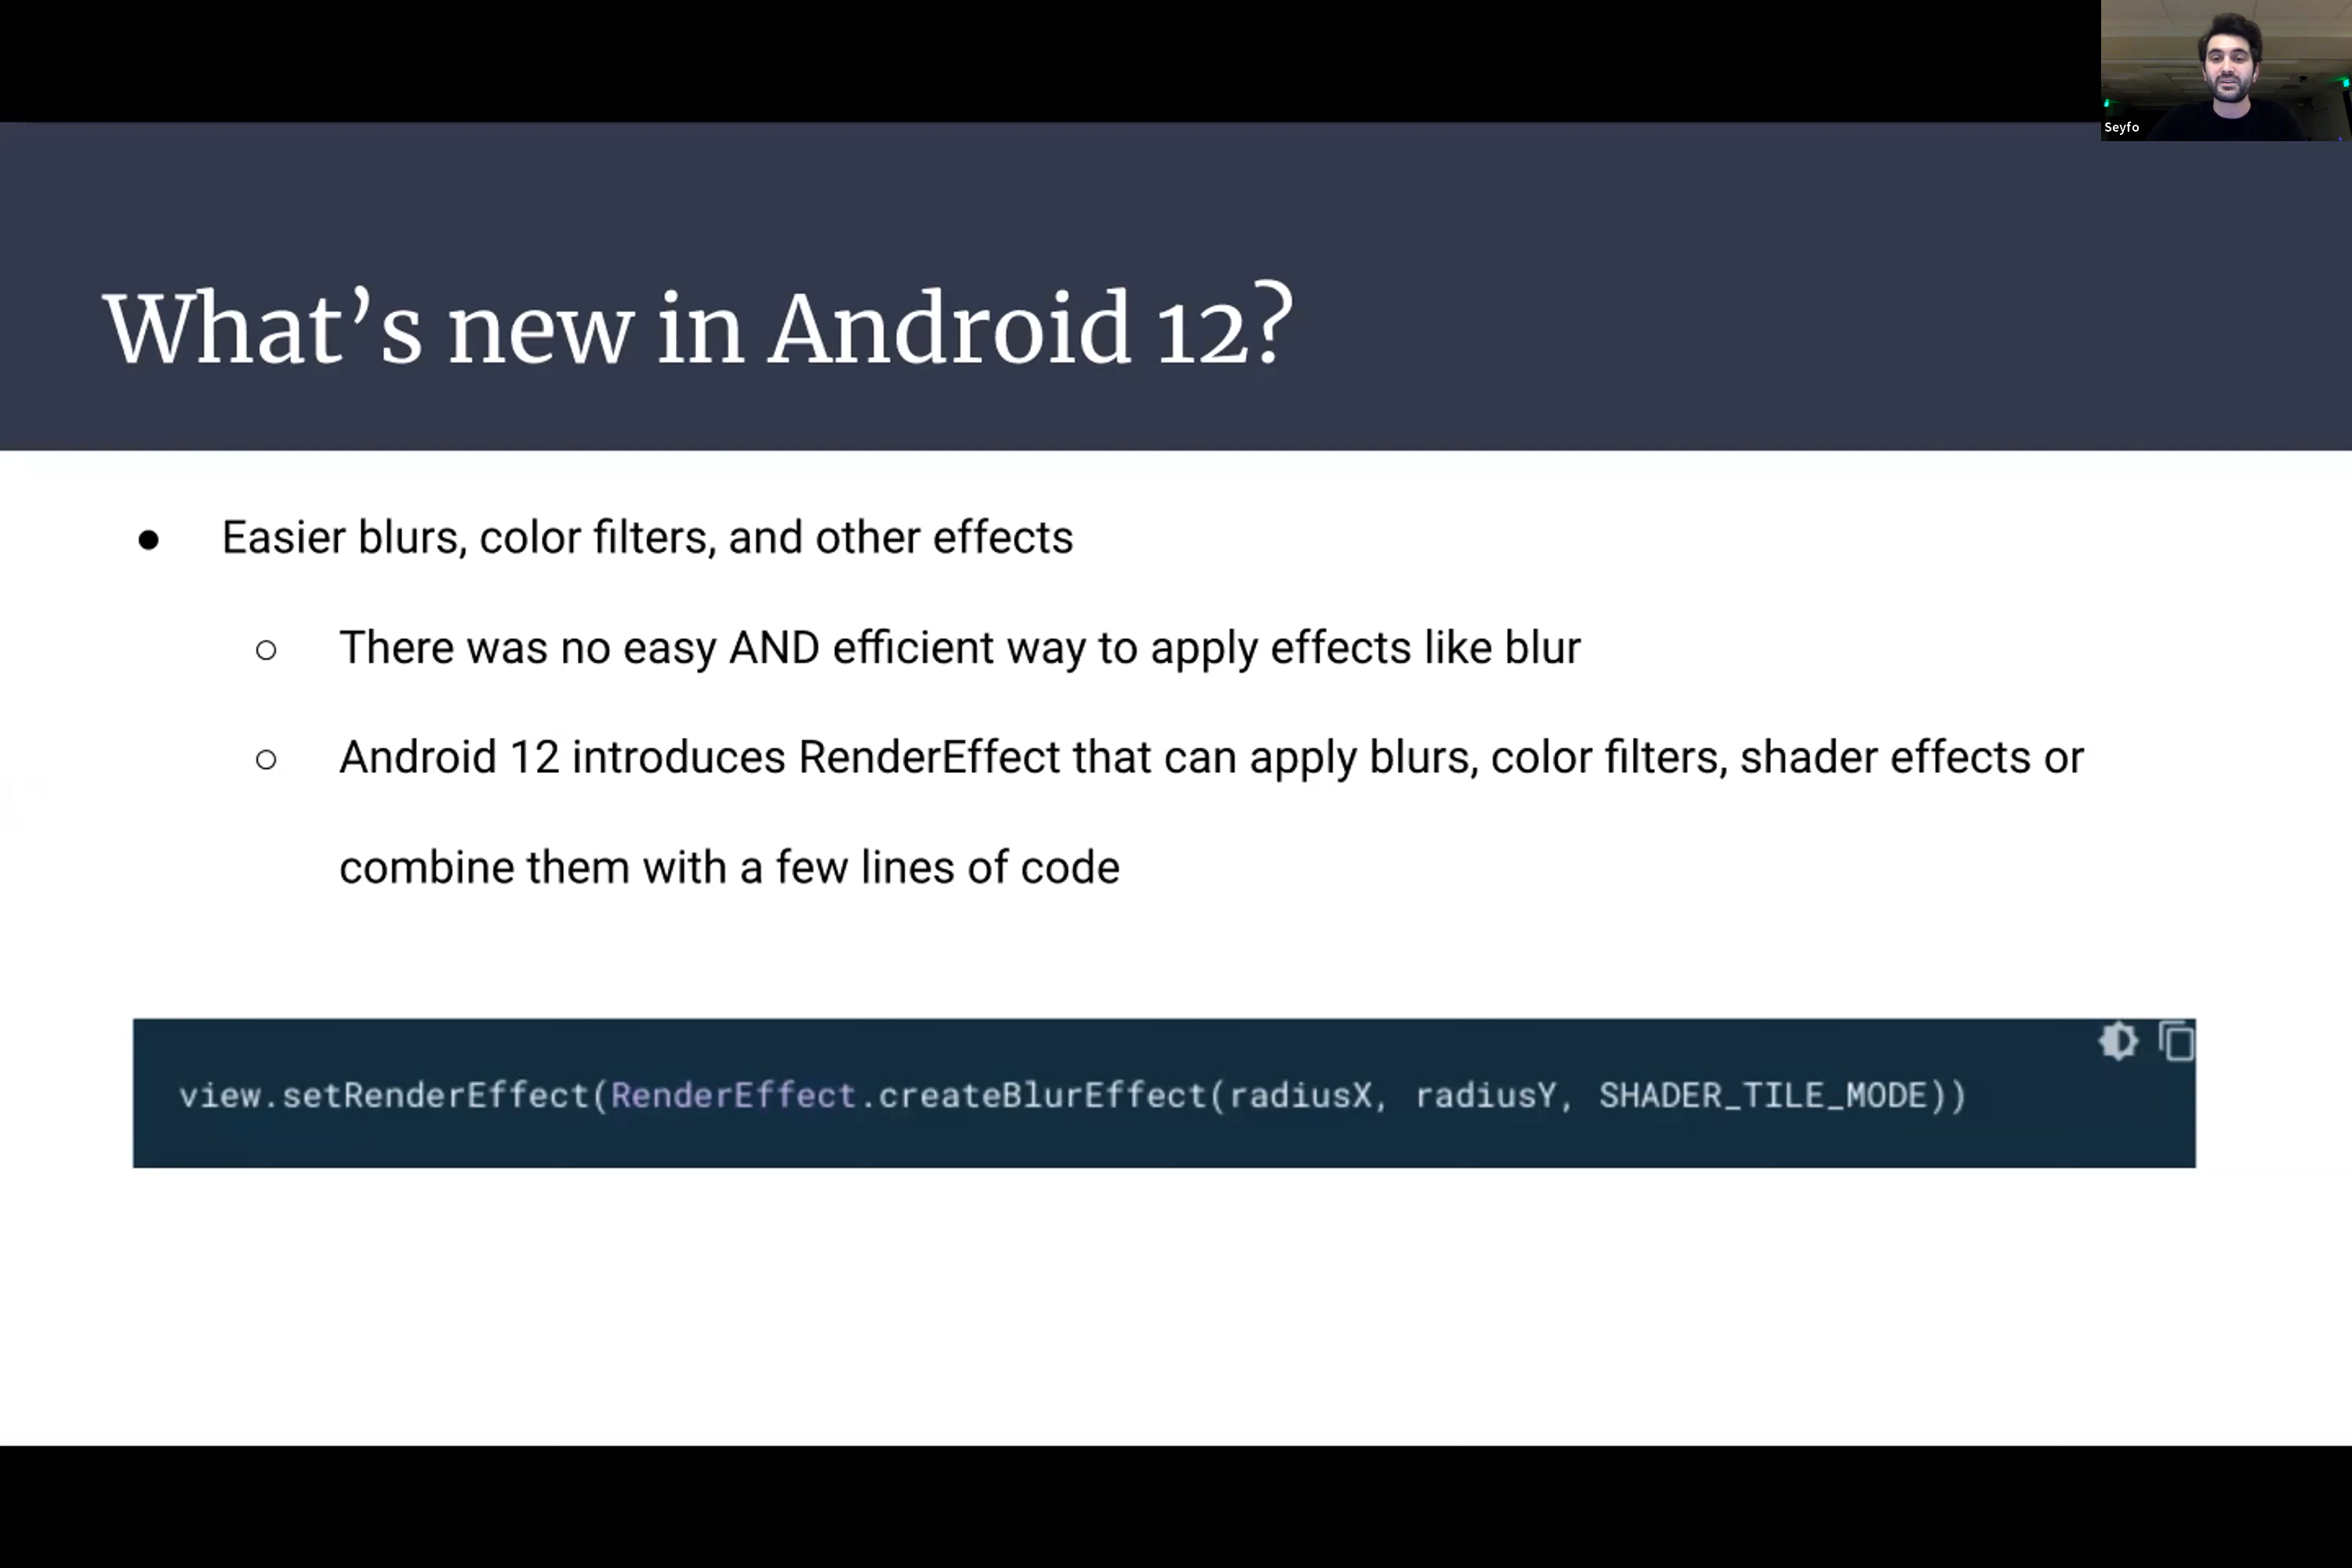 Seyfo
What’s new in Android 12?
● Easier blurs, color filters, and other effects
○ There was no easy AND efficient way to apply effects like blur
○ Android 12 introduces RenderEffect that can apply blurs, color filters, shader effects or
combine them with a few lines of code
view.setRenderEffect(RenderEffect.createBlurEffect(radiusX, radiusY, SHADER_TILE_MODE))